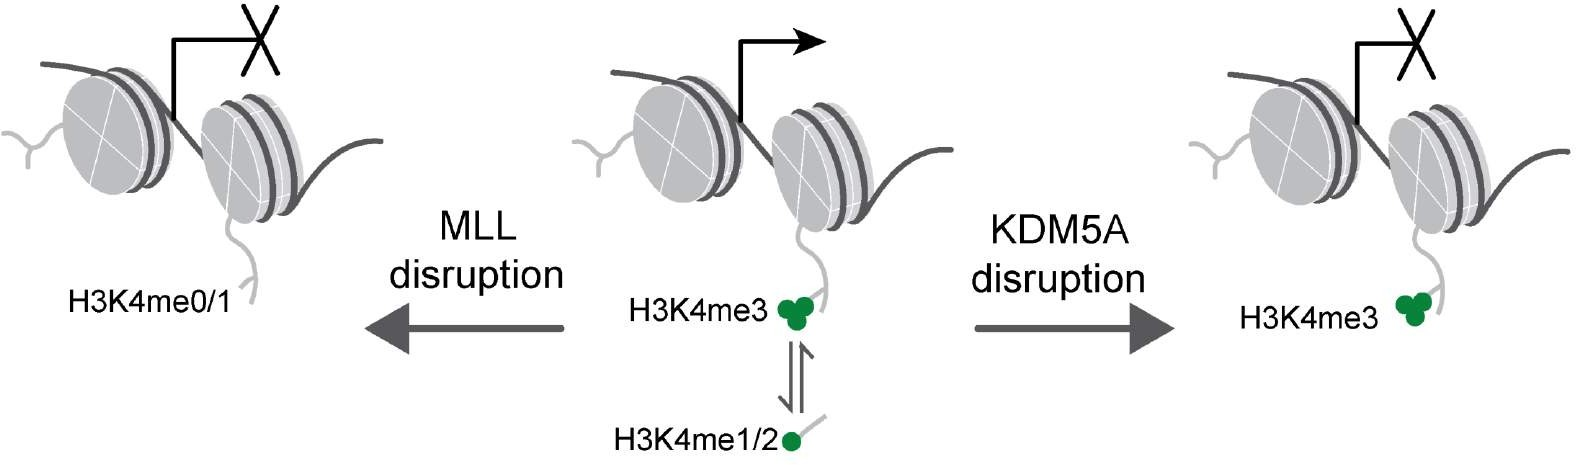 MLL
disruption
KDM5A
disruption
H3K4me0/1
H3K4me3
H3K4me3
H3K4me1/2